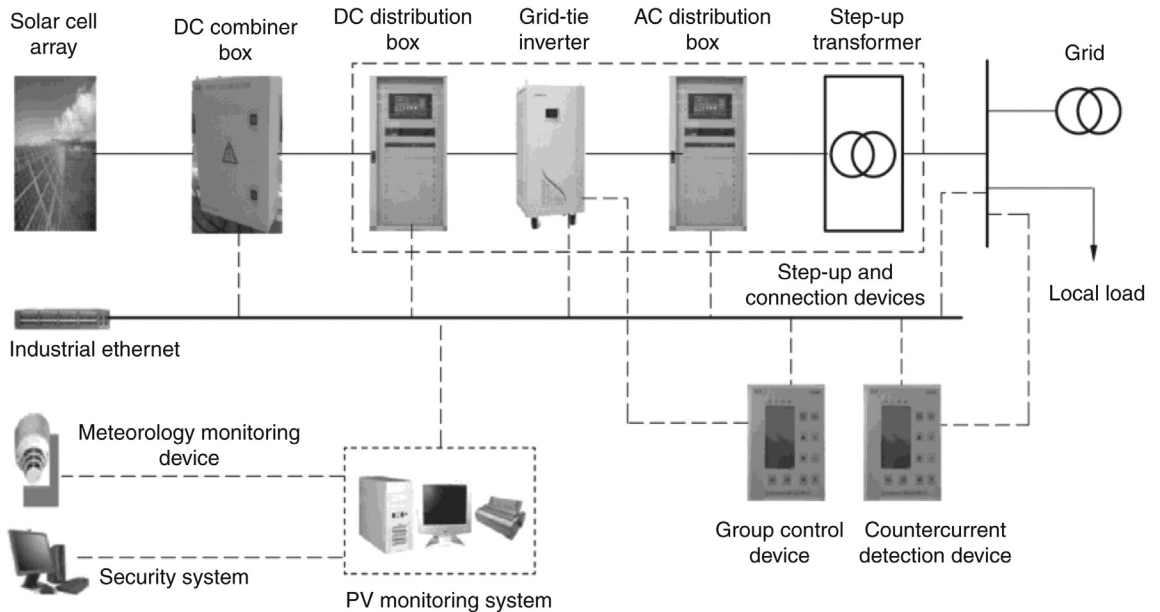 Solar cell
array
DC combiner
box
DC distribution
box
Grid-tie
inverter
AC distribution
box
Step-up
transformer
Grid
Step-up and
connection devices
Local load
Industrial ethernet
Meteorology monitoring
device
Security system
PV monitoring system
Group control
device
Countercurrent
detection device